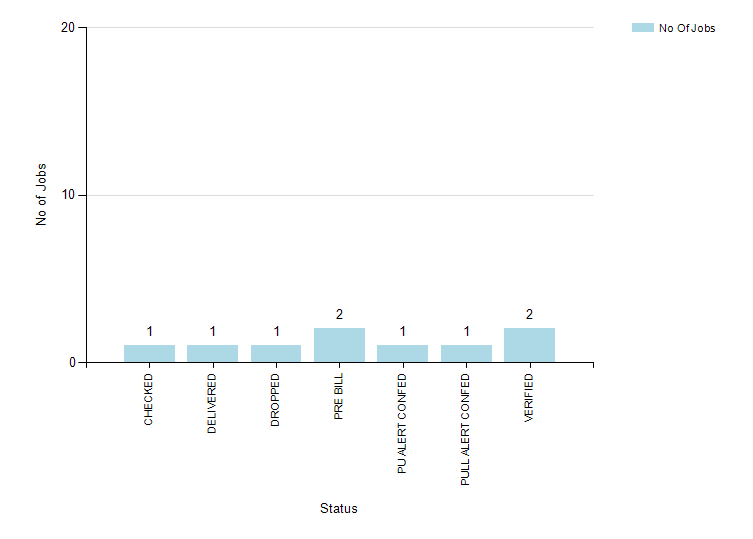 No Of Jobs
20
10
0
No of Jobs
1
1
1
2
1
1
2
CHECKED
DELIVERED
DROPPED
PRE BILL
PU ALERT CONFED
PULL ALERT CONFED
VERIFIED
Status